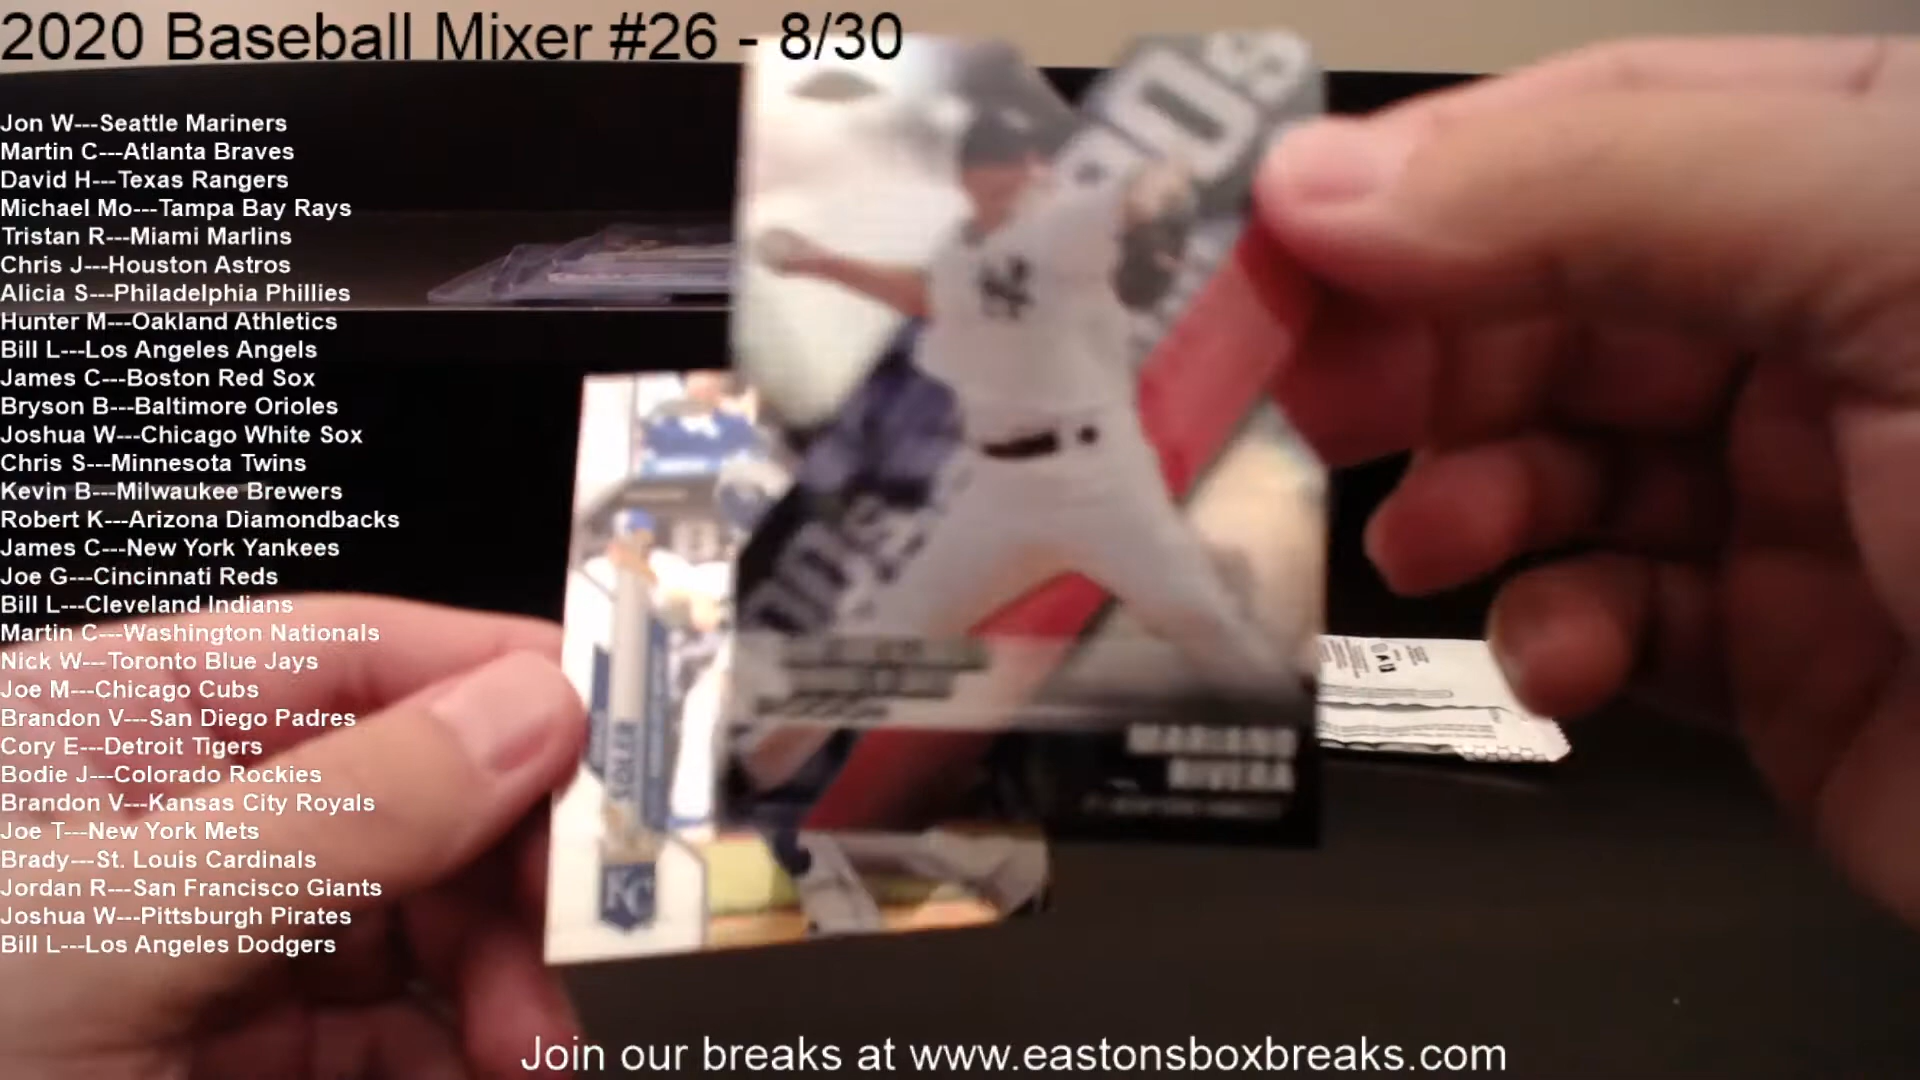 2020 Baseball Mixer #26 - 8/30
Jon W---Seattle Mariners
Martin C---Atlanta Braves
David H---Texas Rangers
Michael Mo---Tampa Bay Rays
Tristan R---Miami Marlins
Chris J---Houston Astros
Alicia S---Philadelphia Phillies
Hunter M---Oakland Athletics
Bill L---Los Angeles Angels
James C---Boston Red Sox
Bryson B---Baltimore Orioles
Joshua W---Chicago White Sox
Chris S---Minnesota Twins
Kevin B---Milwaukee Brewers
Robert K---Arizona Diamondbacks
James C---New York Yankees
Joe G---Cincinnati Reds
Bill L---Cleveland Indians
Martin C---Washington Nationals
Nick W---Toronto Blue Jays
Joe M---Chicago Cubs
Brandon V---San Diego Padres
Cory E---Detroit Tigers
Bodie J---Colorado Rockies
Brandon V---Kansas City Royals
Joe T---New York Mets
Brady---St. Louis Cardinals
Jordan R---San Francisco Giants
Joshua W---Pittsburgh Pirates
Bill L---Los Angeles Dodgers
SOLER
KC
MARIANO
RIVERA
Join our breaks at www.eastonsboxbreaks.com